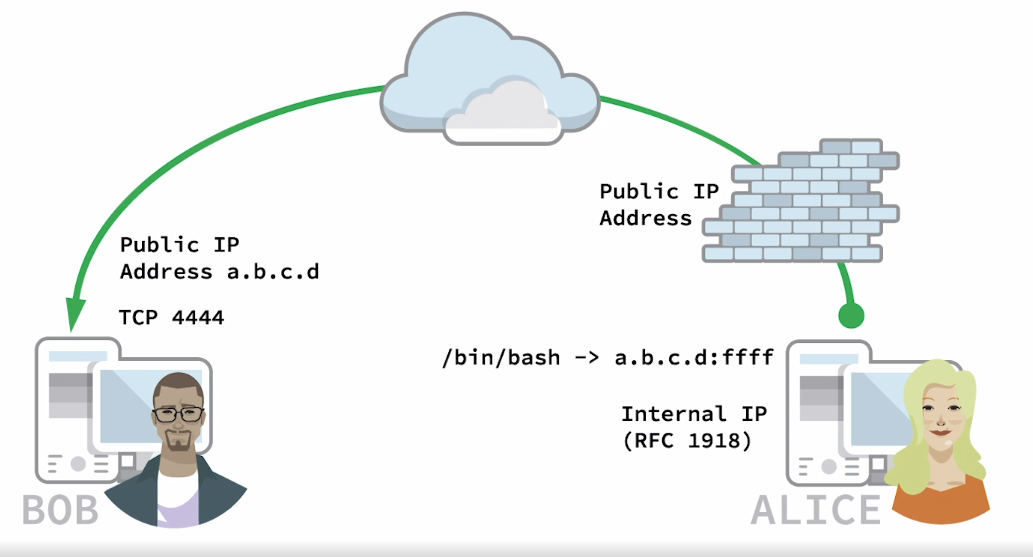 Public IP
Address
Public IP
Address a.b.c.d
TCP 4444
/bin/bash -> a.b.c.d:ffff
Internal IP
(RFC 1918)
BOB
ALICE